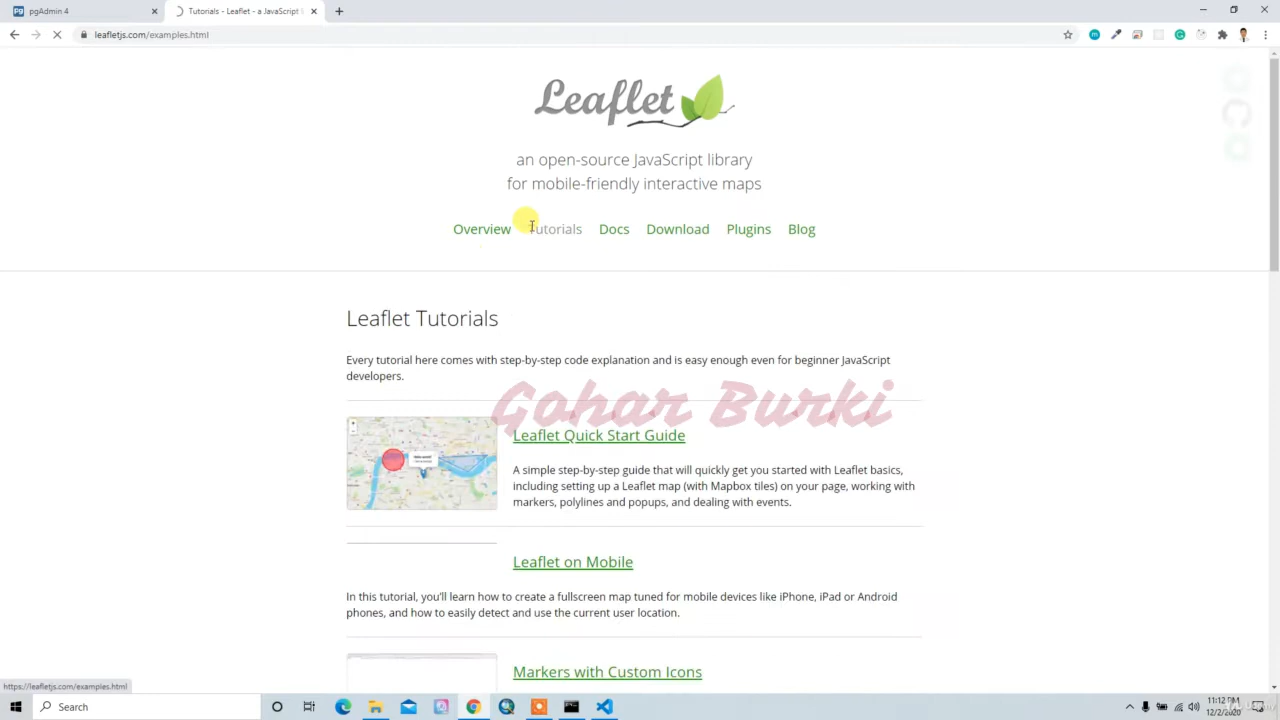 pgAdmin 4
Tutorials - Leaflet - a JavaScript
leafletjs.com/examples.html
Leaflet
an open-source JavaScript library
for mobile-friendly interactive maps
Overview Tutorials Docs Download Plugins Blog
Leaflet Tutorials
Every tutorial here comes with step-by-step code explanation and is easy enough even for beginner JavaScript
developers.
Gohar Burki
Leaflet Quick Start Guide
A simple step-by-step guide that will quickly get you started with Leaflet basics,
including setting up a Leaflet map (with Mapbox tiles) on your page, working with
markers, polylines and popups, and dealing with events.
Leaflet on Mobile
In this tutorial, you'll learn how to create a fullscreen map tuned for mobile devices like iPhone, iPad or Android
phones, and how to easily detect and use the current user location.
Markers with Custom Icons
https://leafletjs.com/examples.html
Search
11:12 PM
12/2/2020